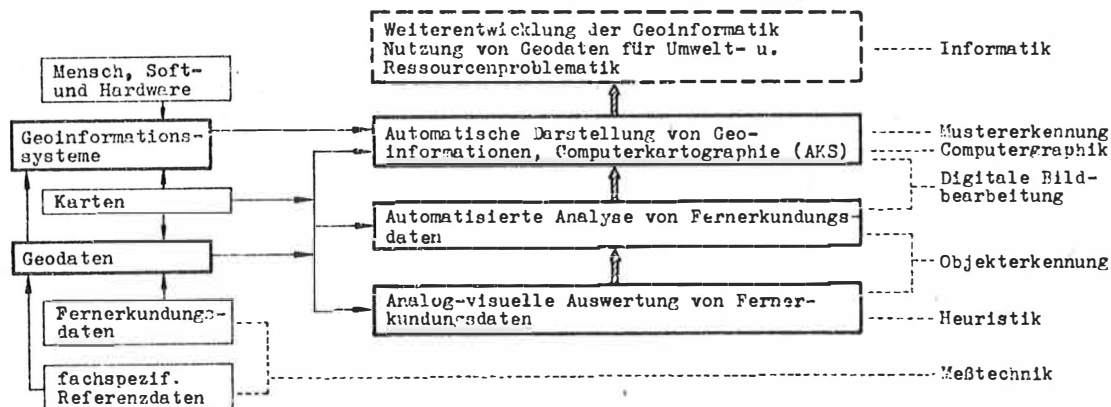 Weiterentwicklung der Geoinformatik
Nutzung von Geodaten für Umwelt- u.
Ressourcenproblematik
Informatik
Mensch, Soft-
und Hardware
Geoinformations-
systeme
Automatische Darstellung von Geo-
informationen, Computerkartographie (AKS)
Mustererkennung
Computergraphik
Digitale Bild-
bearbeitung
Karten
Automatisierte Analyse von Fernerkundungs-
daten
Geodaten
Objekterkennung
Analog-visuelle Auswertung von Ferner-
kundungsdaten
Fernerkundungs-
daten
Heuristik
fachspezif.
Referenzdaten
Meßtechnik